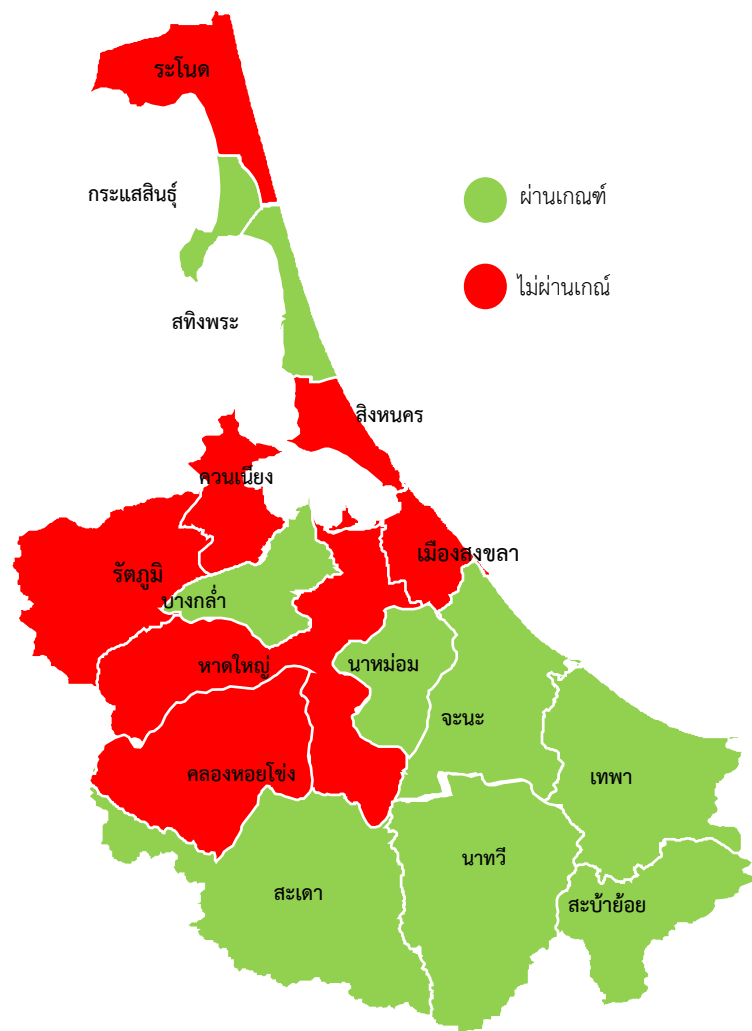 ระโนด
กระแสสินธุ์
ผ่านเกณฑ์
ไม่ผ่านเกณ์
สทิงพระ
สิงหนคร
ควนเนียง
เมืองสงขลา
รัตภูมิ
บางกล่ำ
หาดใหญ่
นาหม่อม
จะนะ
คลองหอยโข่ง
เทพา
นาทวี
สะเดา
สะบ้าย้อย